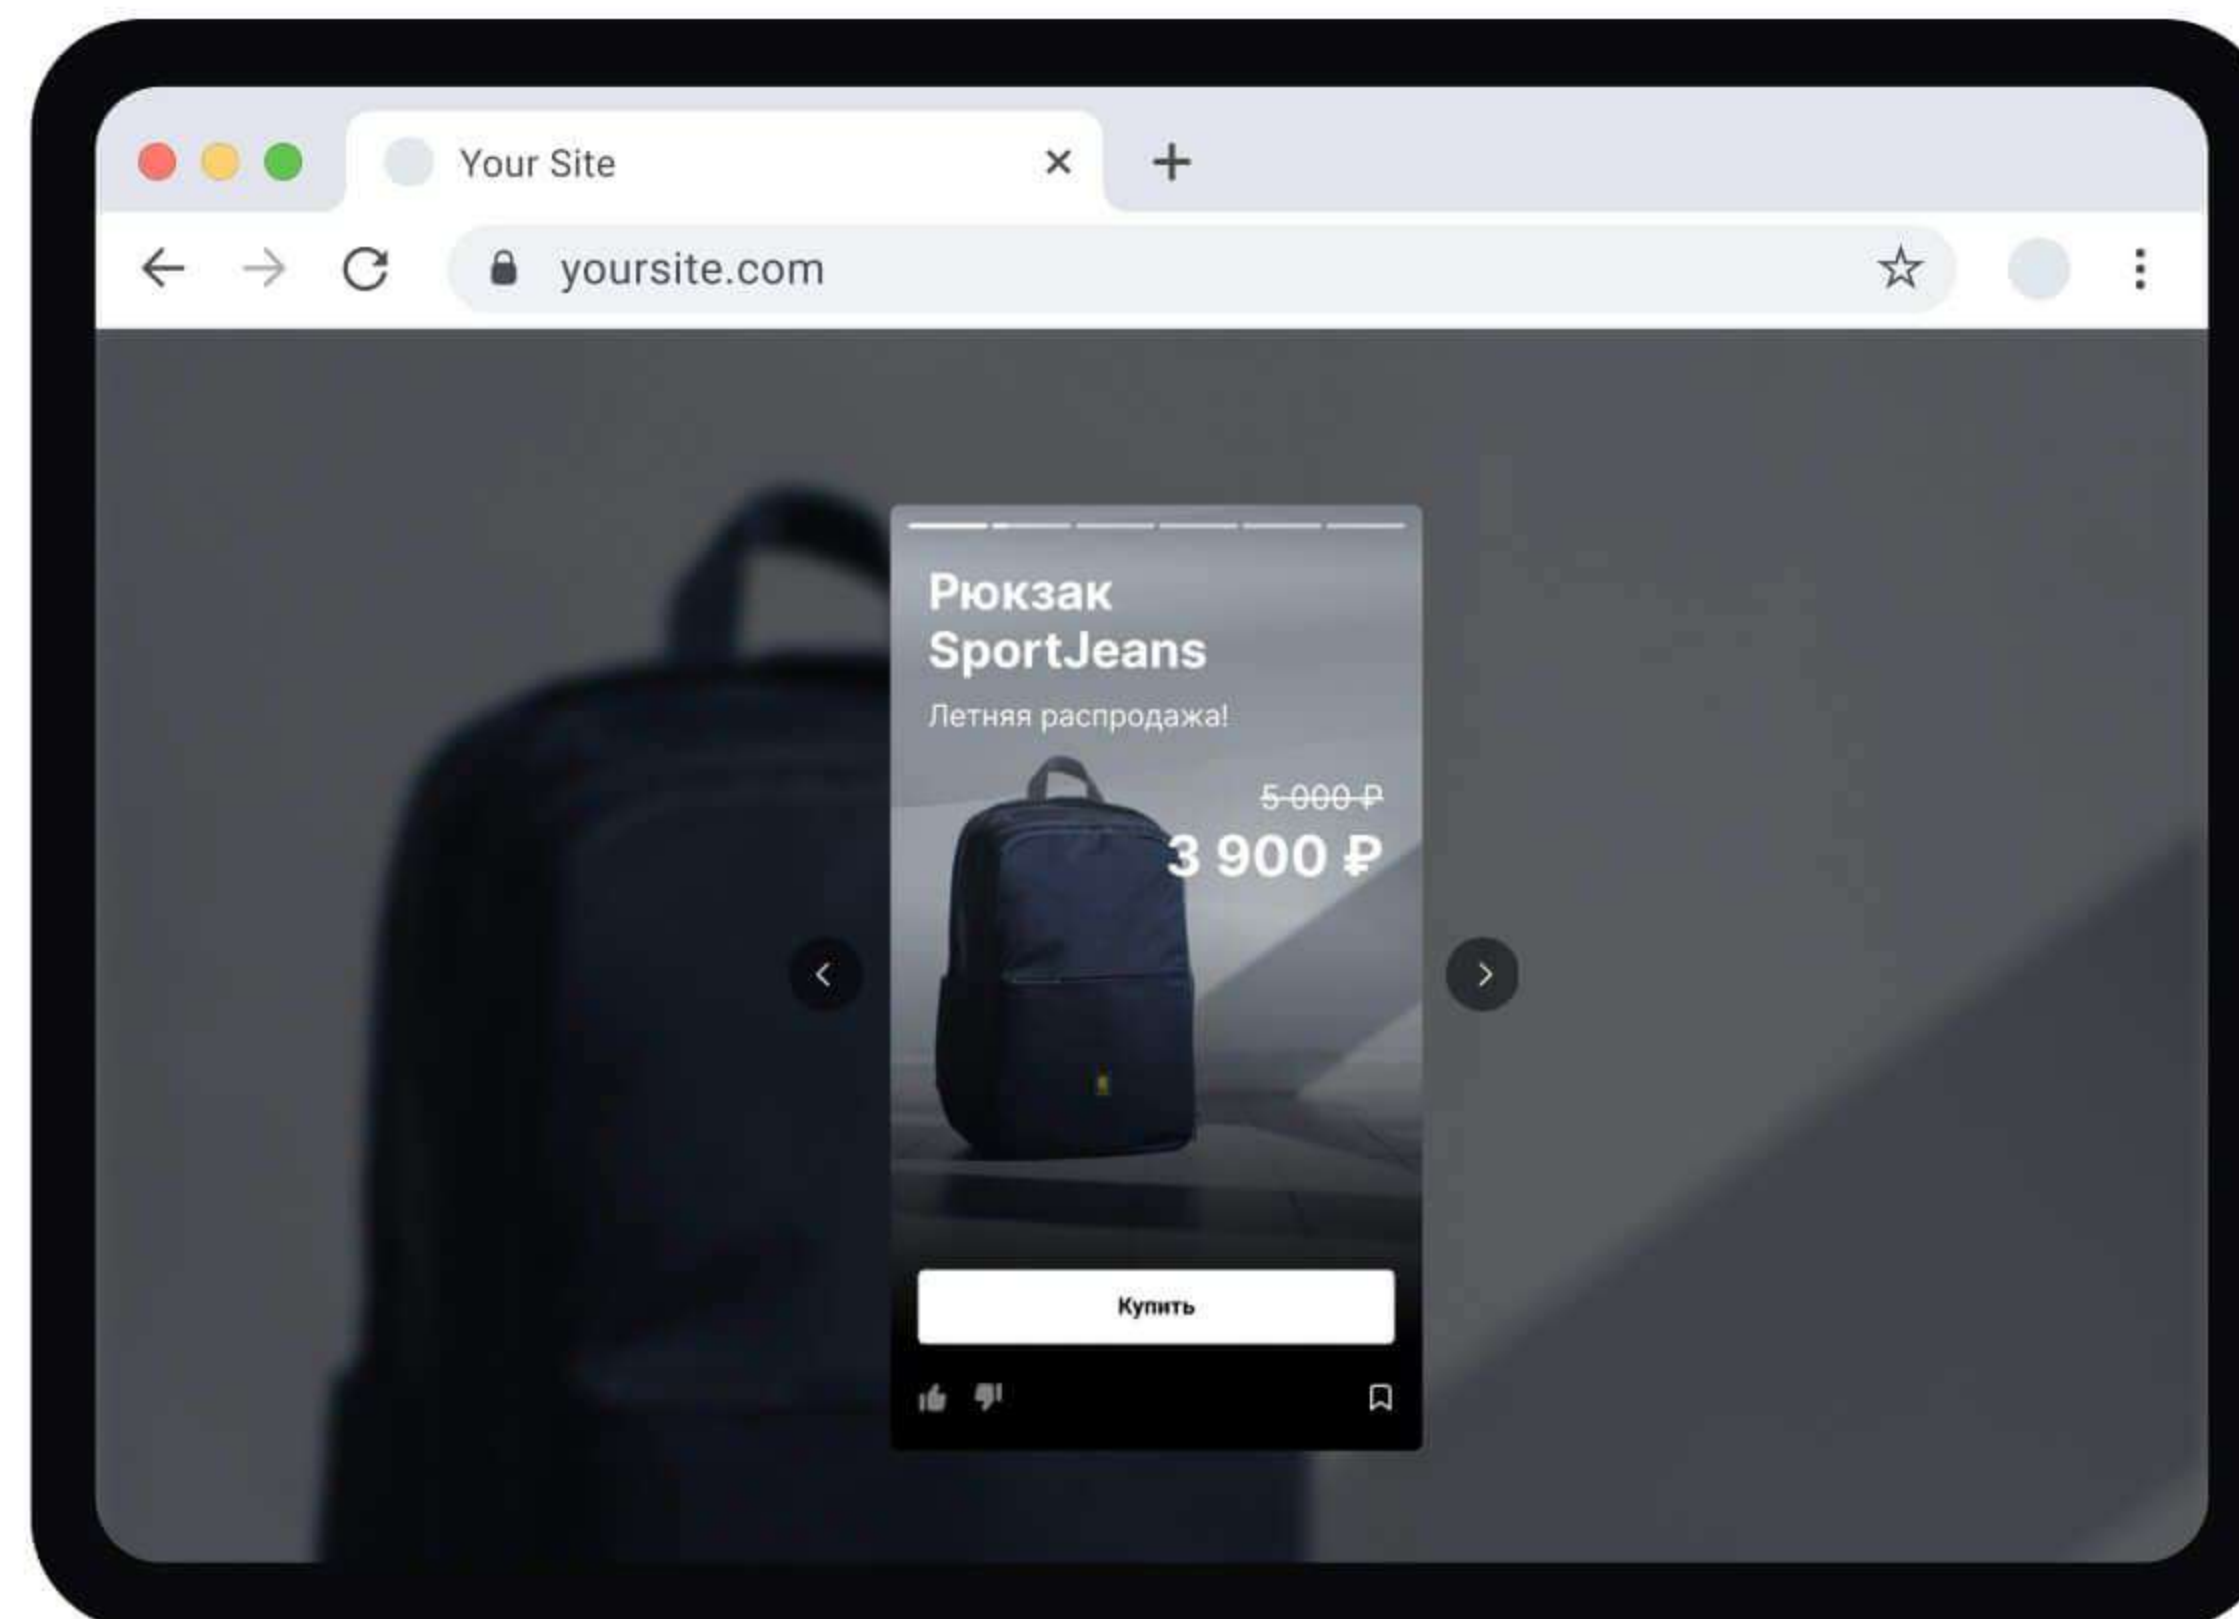 Your Site
yoursite.com
Рюкзак
SportJeans
Летняя распродажа!
5 000 ₽
3 900 ₽
Купить